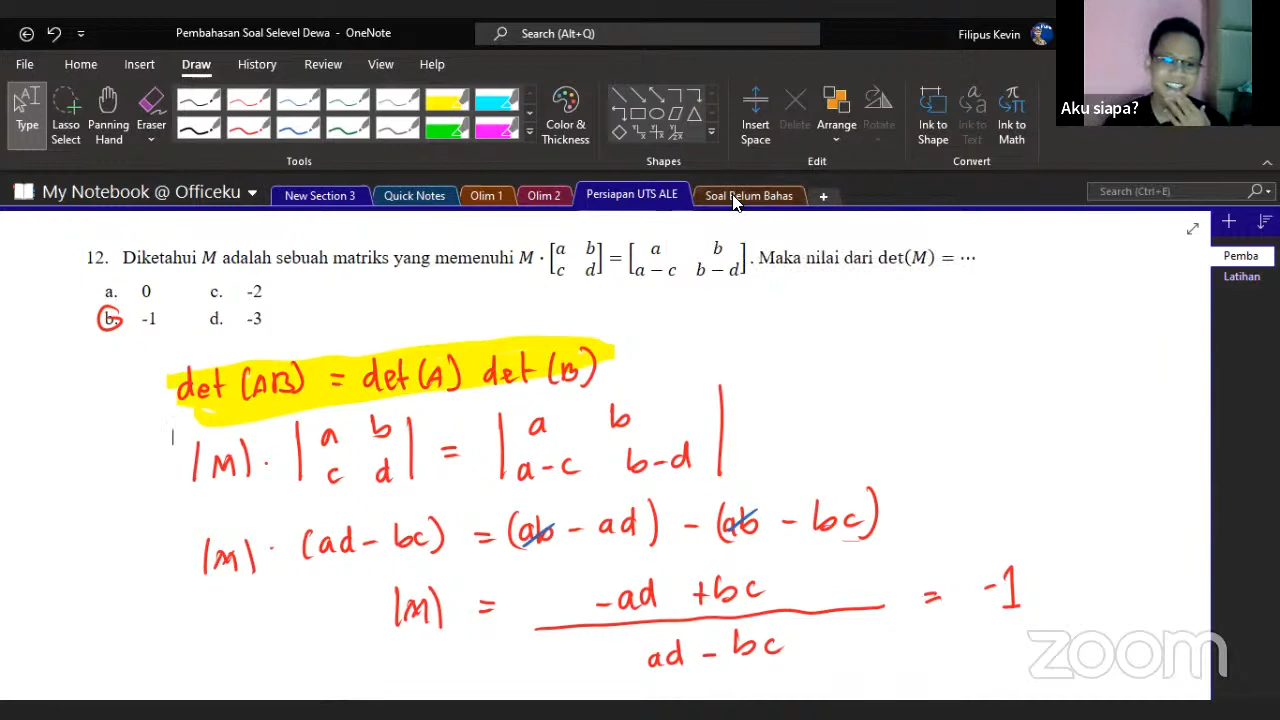 Pembahasan Soal Selevel Dewa - OneNote
Search (Alt+Q)
Filipus Kevin
Aku siapa?
File Home Insert Draw History Review View Help
Type
Lasso Select
Panning Hand
Eraser
Color & Thickness
Insert Space
Delete
Arrange
Rotate
Ink to Shape
Ink to Text
Ink to Math
Tools
Shapes
Edit
Convert
My Notebook @ Officeku
New Section 3
Quick Notes
Olim 1
Olim 2
Persiapan UTS ALE
Soal Belum Bahas
Search (Ctrl+E)
Pemba
Latihan
12. Diketahui M adalah sebuah matriks yang memenuhi M · [a b; c d] = [a b; a − c b − d]. Maka nilai dari det(M) = ⋯
a. 0 c. -2
b. -1 d. -3
det (AB) = det (A) det (B)
|M| · |a b; c d| = |a b; a-c b-d|
|M| · (ad - bc) = (ab - ad) - (ab - bc)
|M| = (-ad + bc)/(ad - bc) = -1
zoom